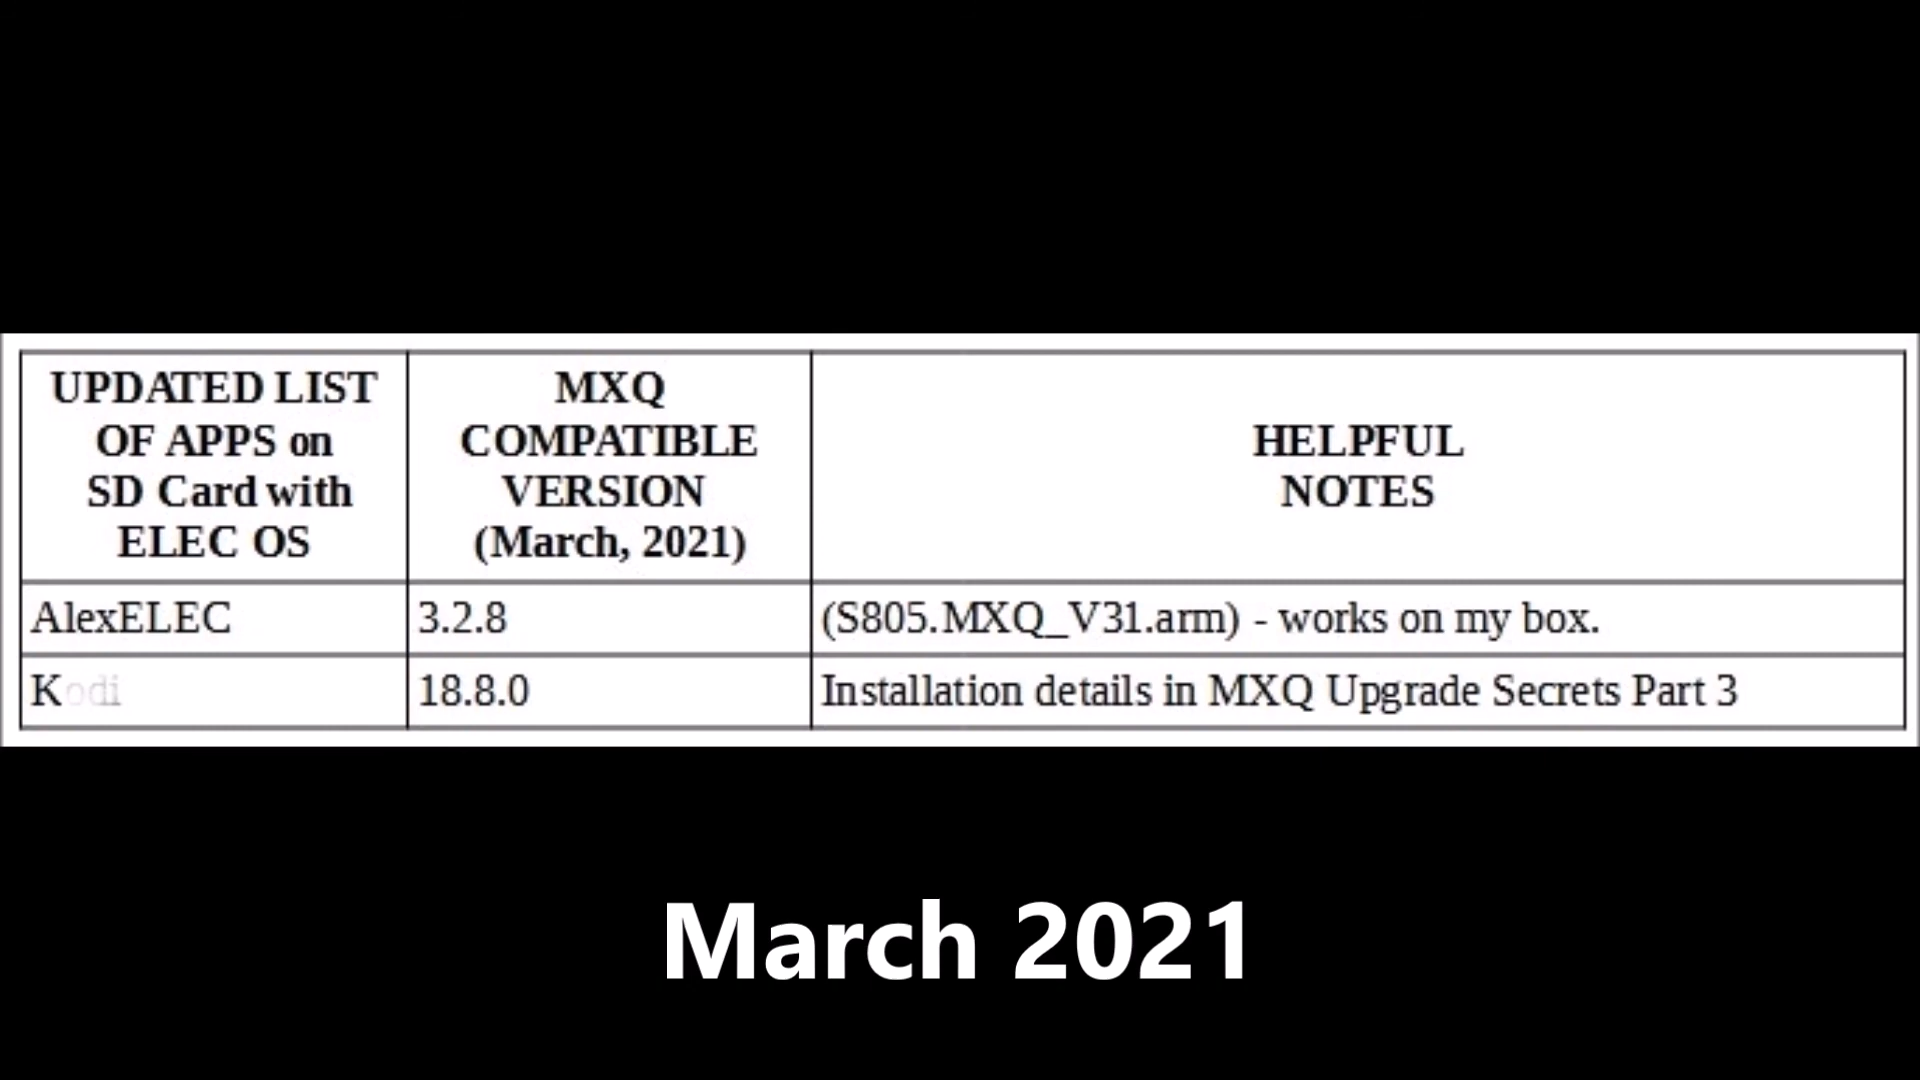 UPDATED LIST
OF APPS on
SD Card with
ELEC OS
MXQ
COMPATIBLE
VERSION
(March, 2021)
HELPFUL
NOTES
AlexELEC
3.2.8
(S805.MXQ_V31.arm) - works on my box.
Kodi
18.8.0
Installation details in MXQ Upgrade Secrets Part 3
March 2021